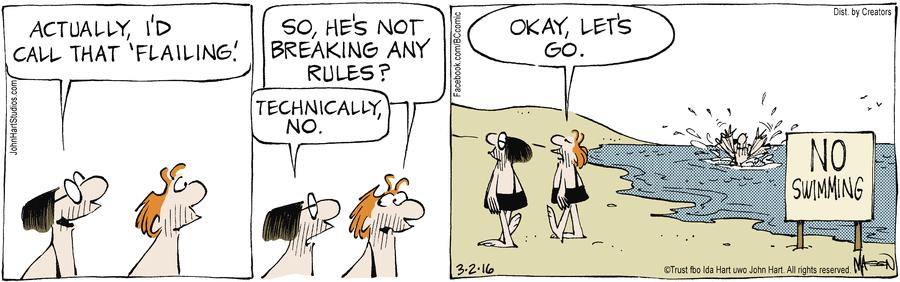 ACTUALLY, I'D
CALL THAT 'FLAILING'.
JohnHartStudios.com
SO, HE'S NOT
BREAKING ANY
RULES?
TECHNICALLY,
NO.
Facebook.com/BCcomic
OKAY, LET'S
GO.
Dist. by Creators
NO
SWIMMING
3·2·16
©Trust fbo Ida Hart uwo John Hart. All rights reserved.
MASON